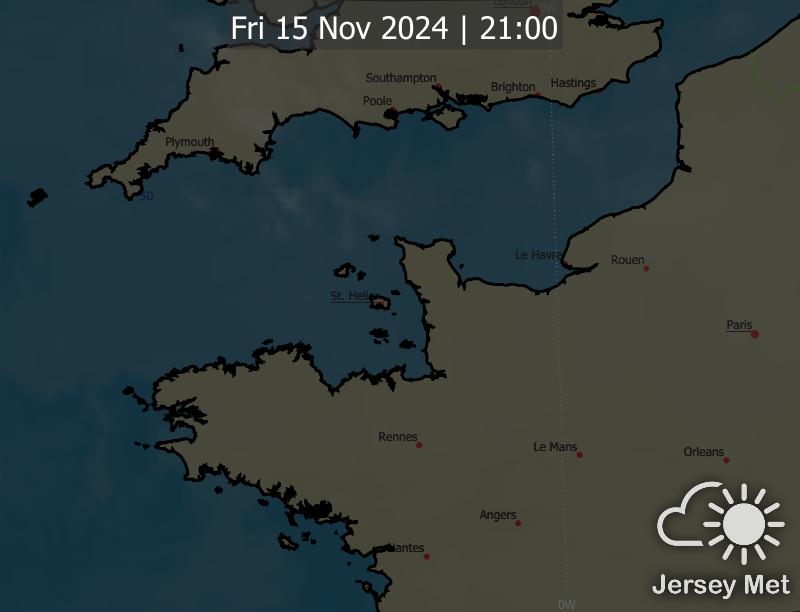 London
0W
Fri 15 Nov 2024 | 21:00
Southampton
Brighton
Hastings
Poole
Plymouth
50
Le Havre
Rouen
St. Helier
Paris
Rennes
Le Mans
Orleans
Angers
Nantes
0W
Jersey Met